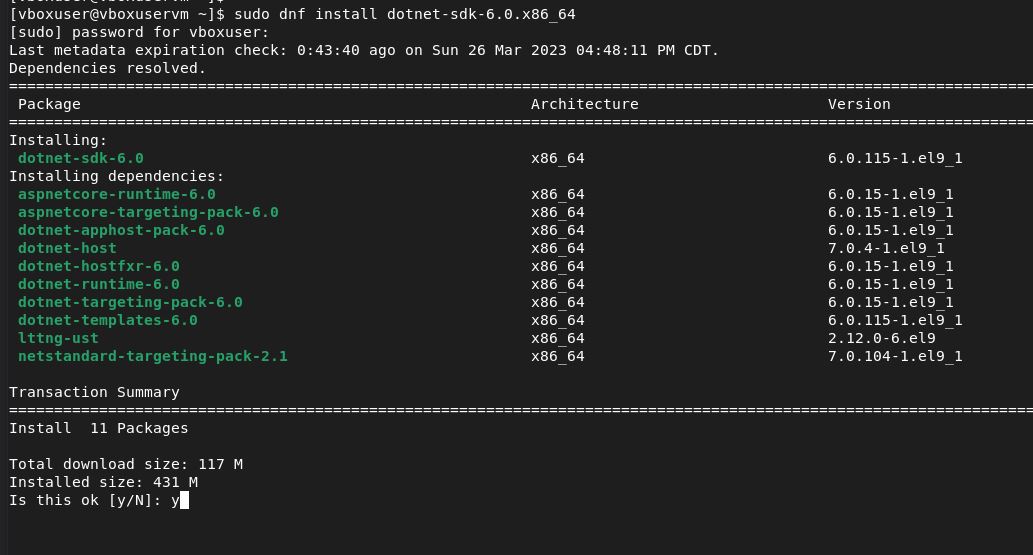 [vboxuser@vboxuservm ~]$
[vboxuser@vboxuservm ~]$ sudo dnf install dotnet-sdk-6.0.x86_64
[sudo] password for vboxuser:
Last metadata expiration check: 0:43:40 ago on Sun 26 Mar 2023 04:48:11 PM CDT.
Dependencies resolved.
================================================================================
Package Architecture Version
================================================================================
Installing:
dotnet-sdk-6.0 x86_64 6.0.115-1.el9_1
Installing dependencies:
aspnetcore-runtime-6.0 x86_64 6.0.15-1.el9_1
aspnetcore-targeting-pack-6.0 x86_64 6.0.15-1.el9_1
dotnet-apphost-pack-6.0 x86_64 6.0.15-1.el9_1
dotnet-host x86_64 7.0.4-1.el9_1
dotnet-hostfxr-6.0 x86_64 6.0.15-1.el9_1
dotnet-runtime-6.0 x86_64 6.0.15-1.el9_1
dotnet-targeting-pack-6.0 x86_64 6.0.15-1.el9_1
dotnet-templates-6.0 x86_64 6.0.115-1.el9_1
lttng-ust x86_64 2.12.0-6.el9
netstandard-targeting-pack-2.1 x86_64 7.0.104-1.el9_1
Transaction Summary
================================================================================
Install 11 Packages
Total download size: 117 M
Installed size: 431 M
Is this ok [y/N]: y